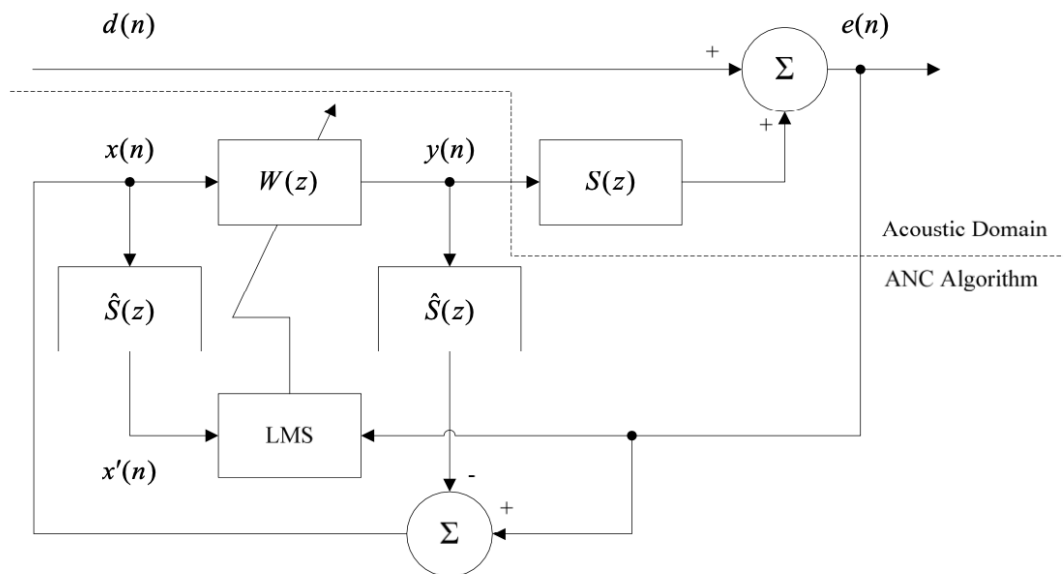 d(n)
e(n)
+
Σ
+
x(n)
W(z)
y(n)
S(z)
Acoustic Domain
ANC Algorithm
Ŝ(z)
Ŝ(z)
LMS
x'(n)
-
+
Σ